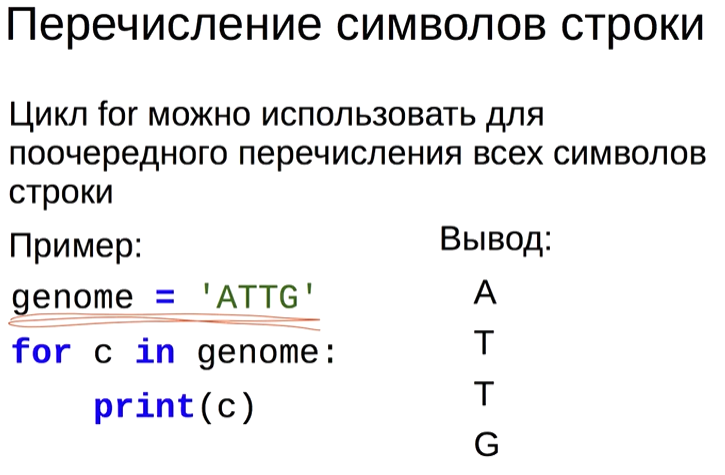 Перечисление символов строки
Цикл for можно использовать для
поочередного перечисления всех символов
строки
Пример:
genome = 'ATTG'
for c in genome:
    print(c)
Вывод:
A
T
T
G